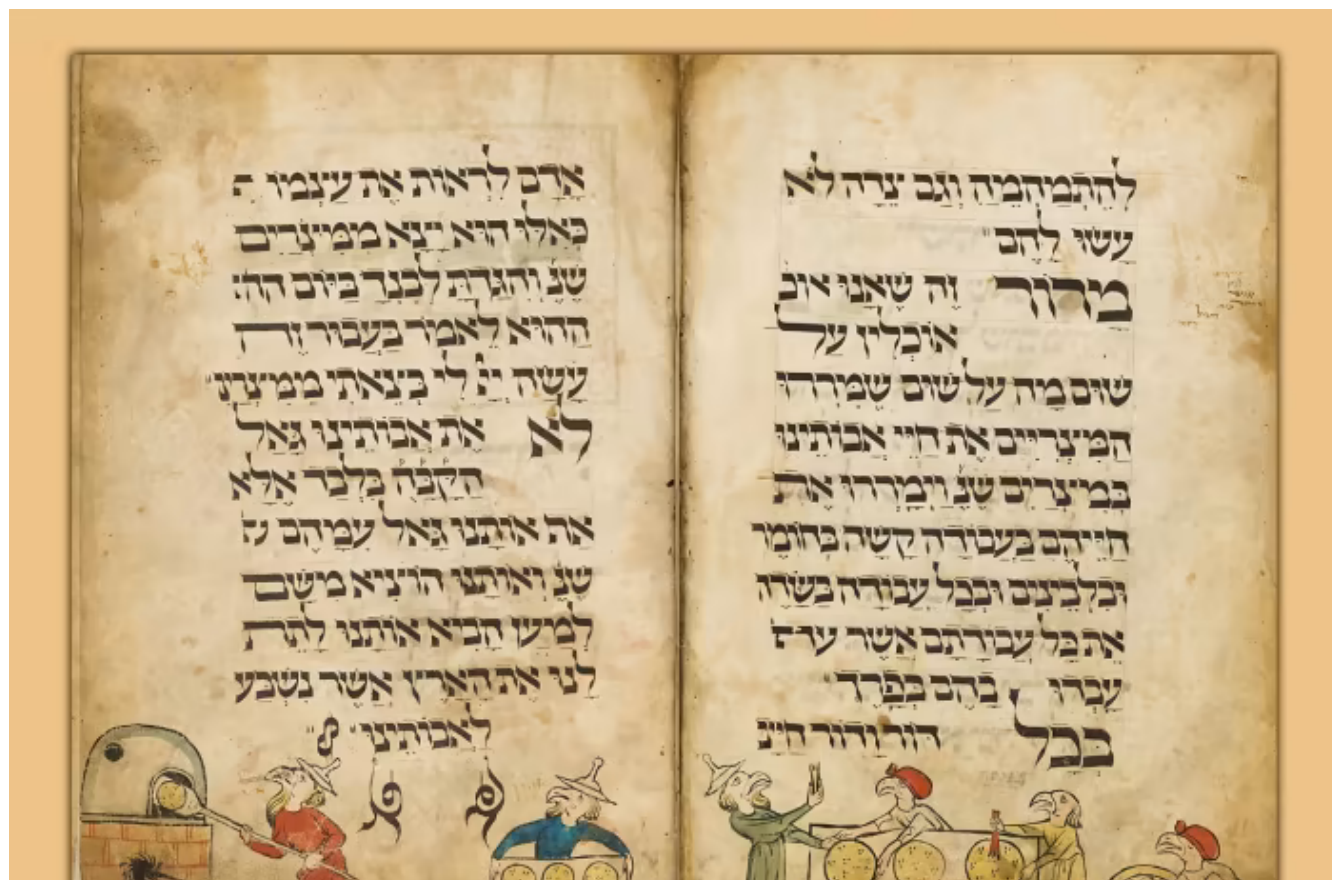 להתמהמה וגם צדה לא
עשו להם
מרור זה שאנו אוכ
אוכלין על
שום מה על שום שמררו
המצריים את חיי אבותינו
במצרים שנ וימררו את
חייהם בעבודה קשה בחומר
ובלבינים ובכל עבודה בשדה
את כל עבודתם אשר
עבדו בהם בפרך
בכל דור ודור חייב
אדם לראות את עצמו
כאלו הוא יצא ממצרים
שנ והגדת לבנך ביום
ההוא לאמר בעבור זה
עשה ייי לי בצאתי ממצרים
לא את אבותינו גאל
הקבה בלבד אלא
את אותנו גאל עמהם
שנ ואותנו הוציא משם
למען הביא אותנו לתת
לנו את הארץ אשר נשבע
לאבותינו